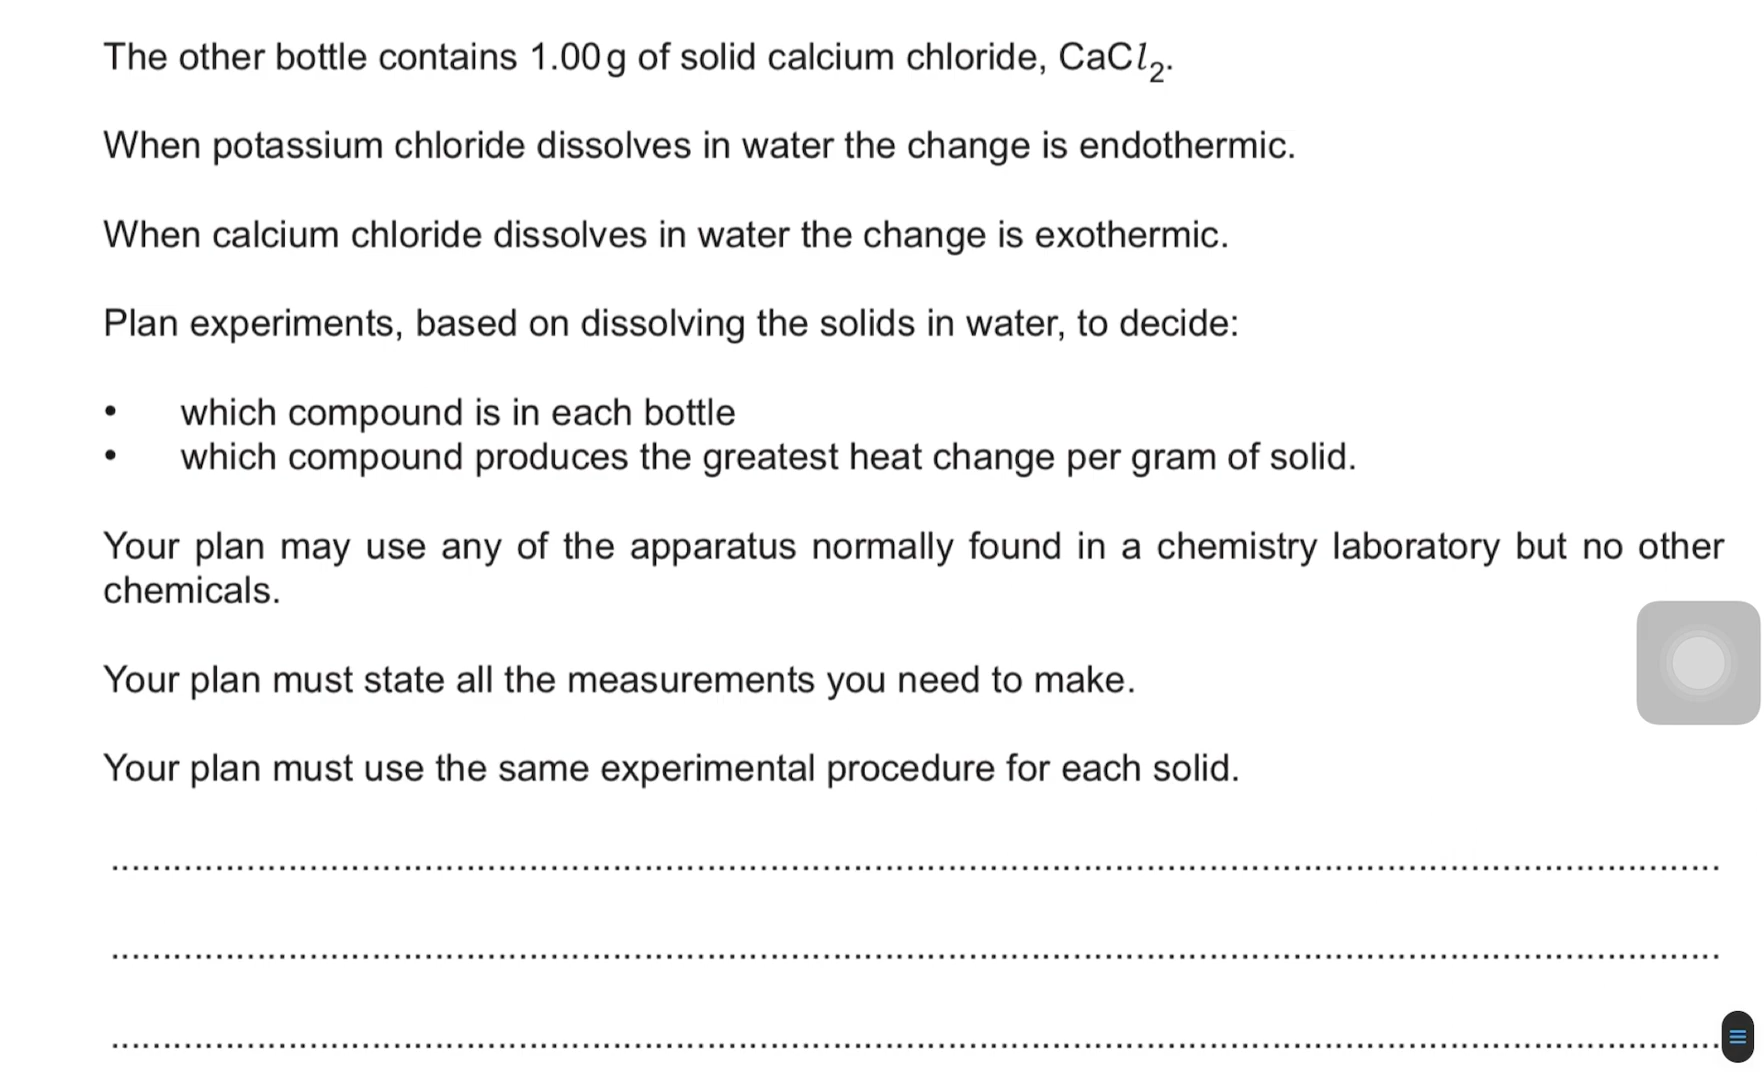 The other bottle contains 1.00 g of solid calcium chloride, CaCl₂.
When potassium chloride dissolves in water the change is endothermic.
When calcium chloride dissolves in water the change is exothermic.
Plan experiments, based on dissolving the solids in water, to decide:
• which compound is in each bottle
• which compound produces the greatest heat change per gram of solid.
Your plan may use any of the apparatus normally found in a chemistry laboratory but no other
chemicals.
Your plan must state all the measurements you need to make.
Your plan must use the same experimental procedure for each solid.